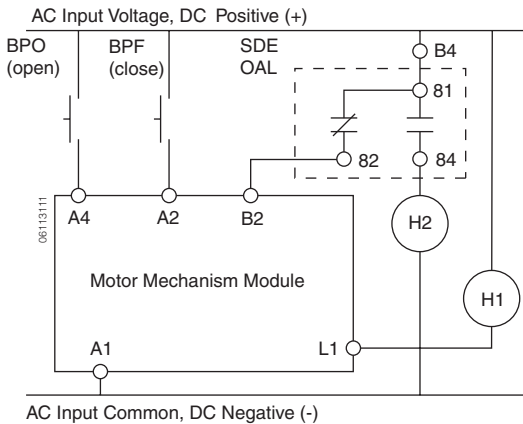 AC Input Voltage, DC Positive (+)
BPO
(open)
BPF
(close)
SDE
OAL
B4
81
82
84
A4
A2
B2
H2
06113111
Motor Mechanism Module
H1
A1
L1
AC Input Common, DC Negative (-)